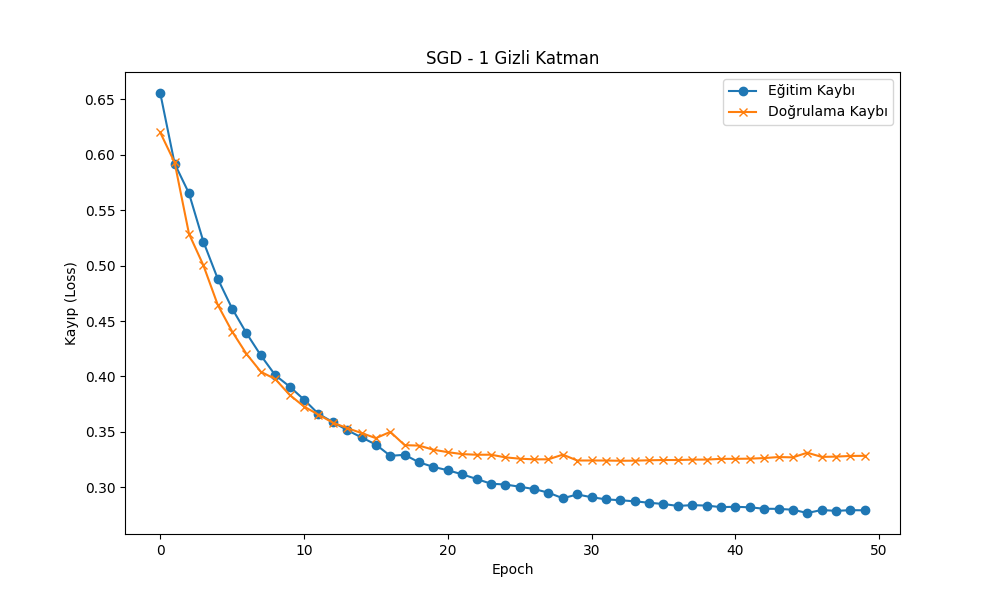 SGD - 1 Gizli Katman
Eğitim Kaybı
Doğrulama Kaybı
Kayıp (Loss)
0.65
0.60
0.55
0.50
0.45
0.40
0.35
0.30
0
10
20
30
40
50
Epoch